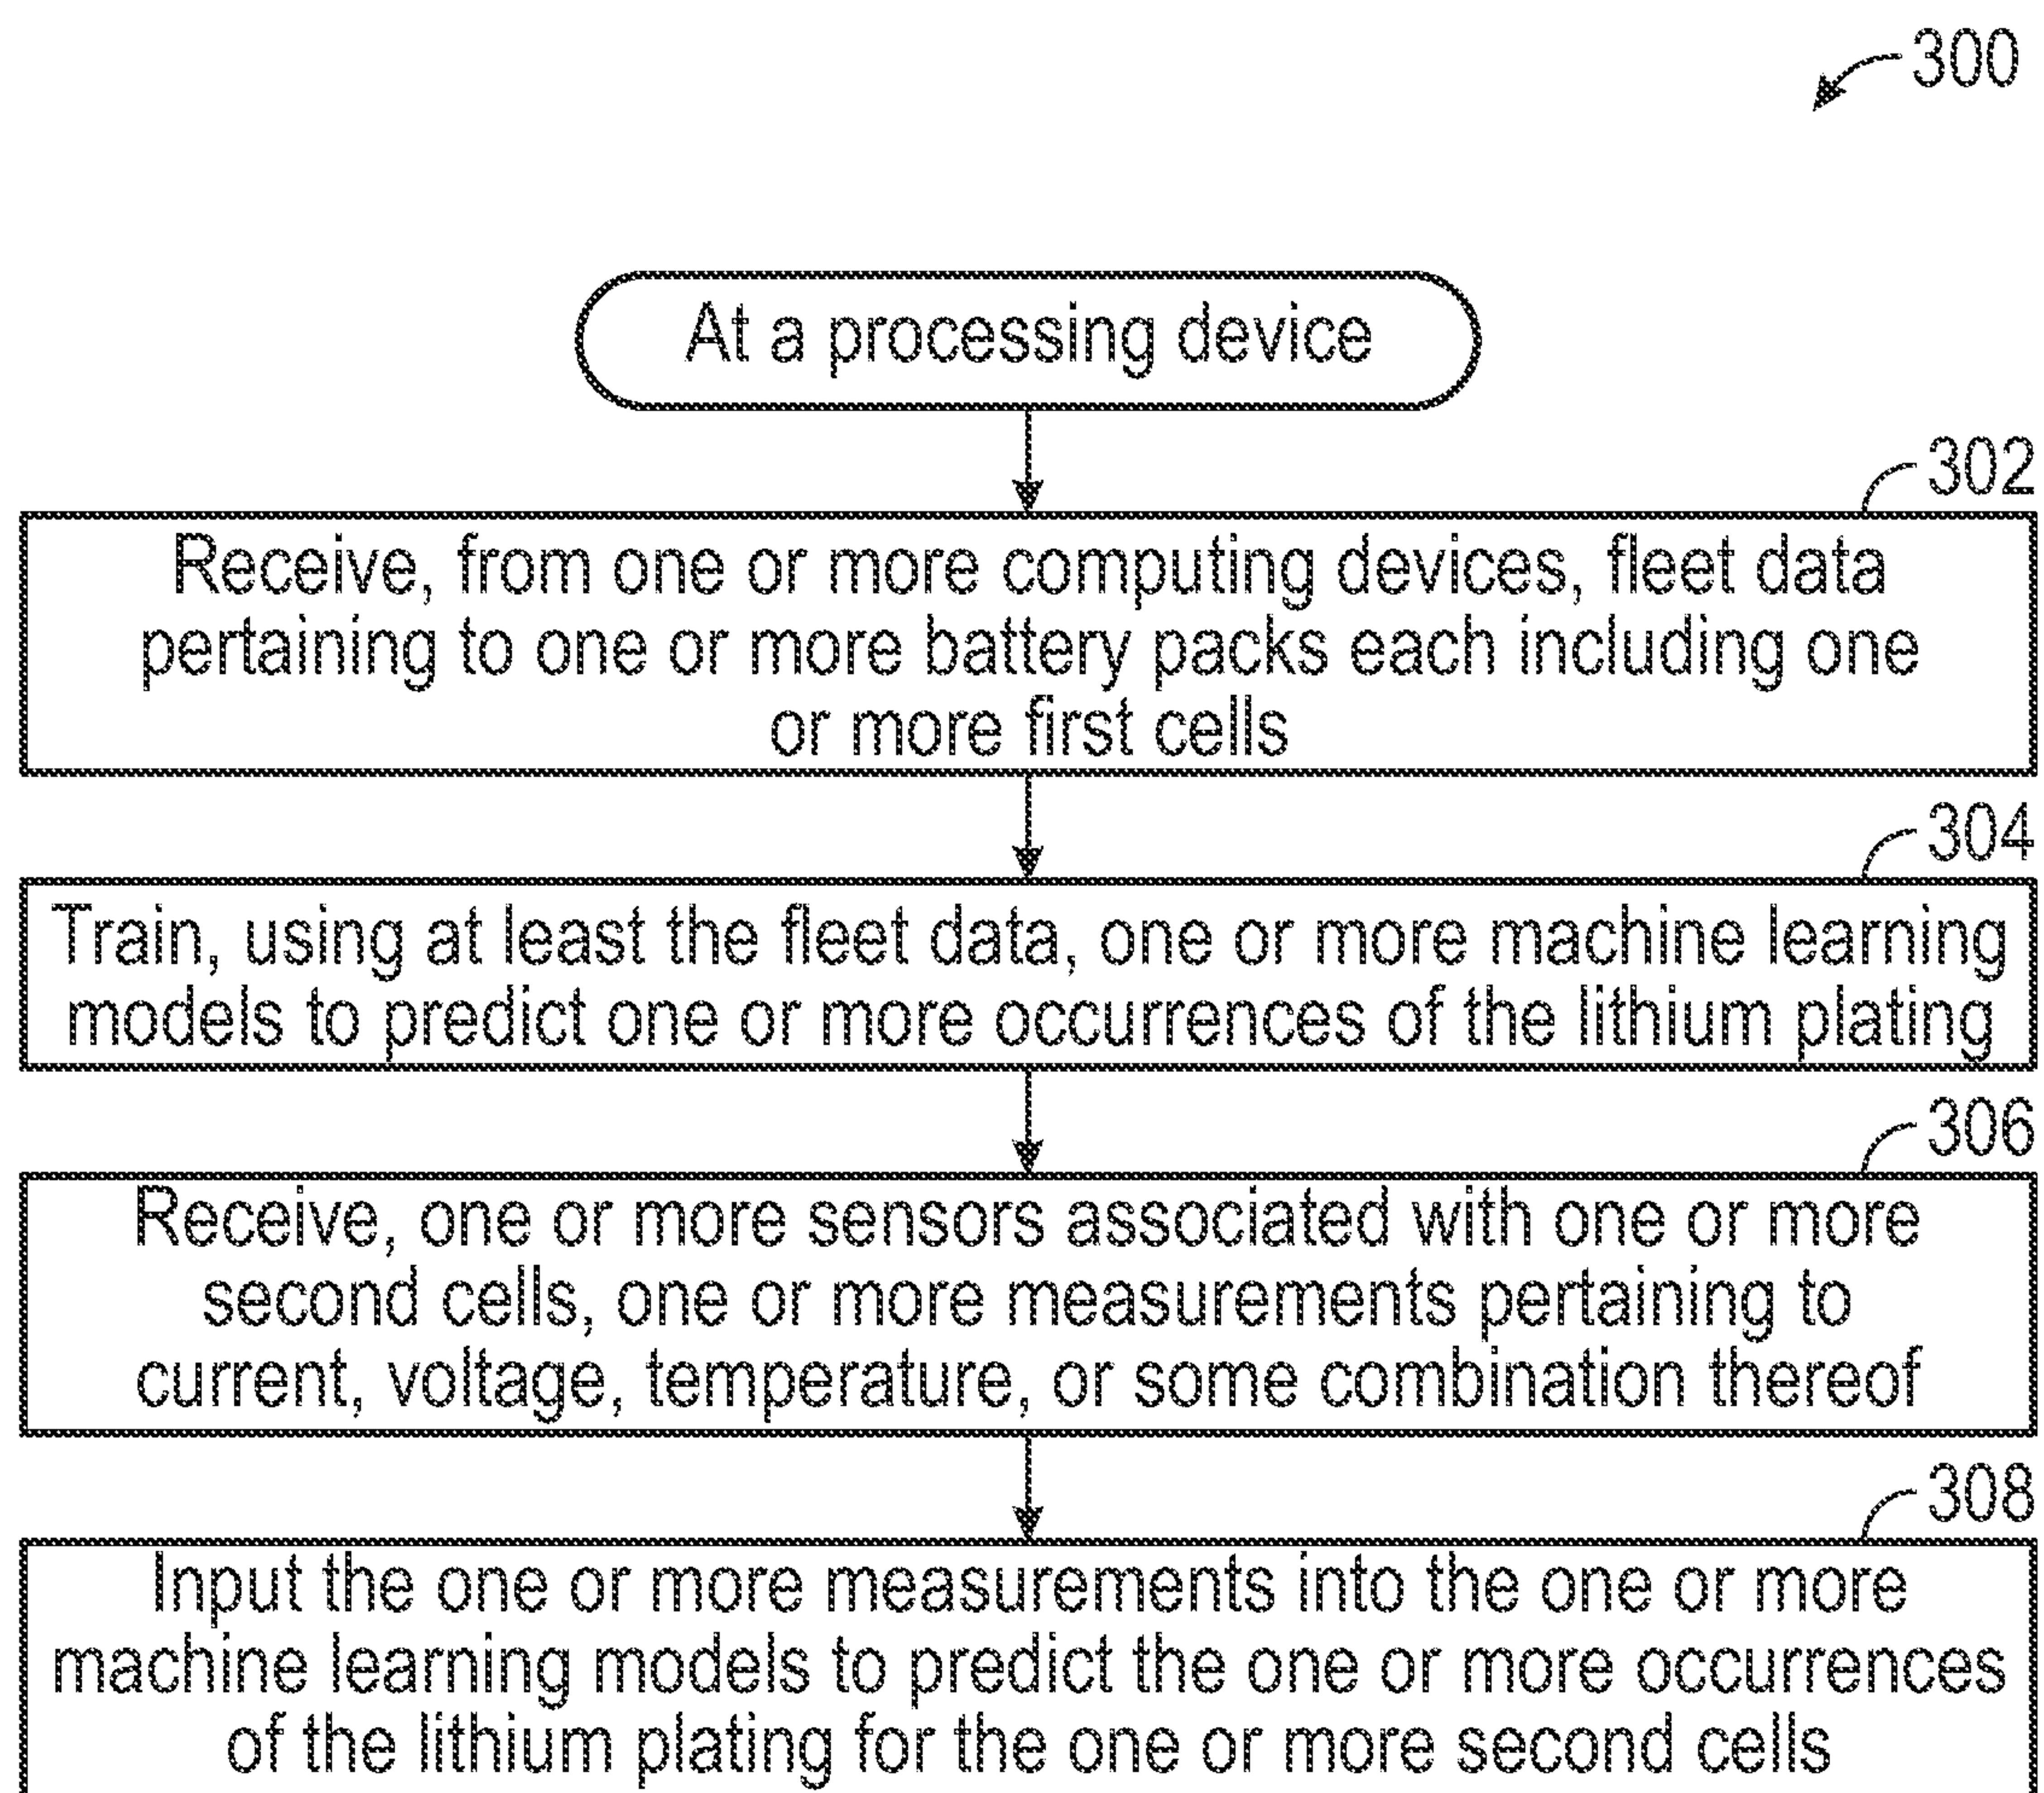 300
At a processing device
302
Receive, from one or more computing devices, fleet data
pertaining to one or more battery packs each including one
or more first cells
304
Train, using at least the fleet data, one or more machine learning
models to predict one or more occurrences of the lithium plating
306
Receive, one or more sensors associated with one or more
second cells, one or more measurements pertaining to
current, voltage, temperature, or some combination thereof
308
Input the one or more measurements into the one or more
machine learning models to predict the one or more occurrences
of the lithium plating for the one or more second cells